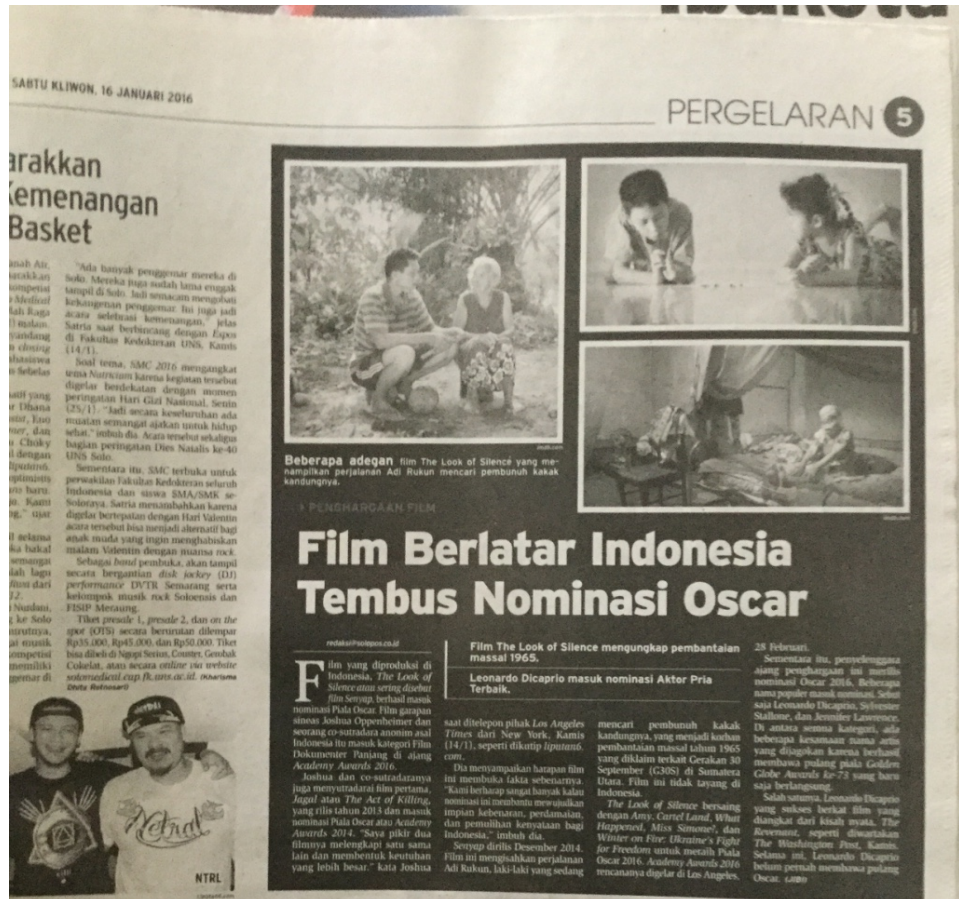 SABTU KLIWON, 16 JANUARI 2016
PERGELARAN 5
arakkan
Kemenangan
Basket
"Ada banyak penggemar mereka di
Solo. Mereka juga sudah lama enggak
tampil di Solo. Jadi semacam mengobati
kekangenan penggemar. Ini juga jadi
acara selebrasi kemenangan," jelas
Satria saat berbincang dengan Espos
di Fakultas Kedokteran UNS, Kamis
(14/1).
Soal tema, SMC 2016 mengangkat
tema Nutricium karena kegiatan tersebut
digelar berdekatan dengan momen
peringatan Hari Gizi Nasional, Senin
(25/1). "Jadi secara keseluruhan ada
muatan semangat ajakan untuk hidup
sehat," imbuh dia. Acara tersebut sekaligus
bagian peringatan Dies Natalis ke-40
UNS Solo.
Sementara itu, SMC terbuka untuk
perwakilan Fakultas Kedokteran seluruh
Indonesia dan siswa SMA/SMK se-
Soloraya. Satria menambahkan karena
digelar bertepatan dengan Hari Valentin
acara tersebut bisa menjadi alternatif bagi
anak muda yang ingin menghabiskan
malam Valentin dengan nuansa rock.
Sebagai band pembuka, akan tampil
secara bergantian disk jockey (DJ)
performance DVTR Semarang serta
kelompok musik rock Soloensis dan
FISIP Meraung.
Tiket presale 1, presale 2, dan on the
spot (OTS) secara berurutan dilempar
Rp35.000, Rp45.000, dan Rp50.000. Tiket
bisa dibeli di Ngopi Serius, Counter, Gerobak
Cokelat, atau secara online via website
solomedical.cup.fk.uns.ac.id. (Kharisma
Dhita Retnosari)
Netral
NTRL
Beberapa adegan film The Look of Silence yang me-
nampilkan perjalanan Adi Rukun mencari pembunuh kakak
kandungnya.
PENGHARGAAN FILM
Film Berlatar Indonesia
Tembus Nominasi Oscar
redaksi@solopos.co.id
Film The Look of Silence mengungkap pembantaian
massal 1965.
Leonardo Dicaprio masuk nominasi Aktor Pria
Terbaik.
Film yang diproduksi di
Indonesia, The Look of
Silence atau sering disebut
film Senyap, berhasil masuk
nominasi Piala Oscar. Film garapan
sineas Joshua Oppenheimer dan
seorang co-sutradara anonim asal
Indonesia itu masuk kategori Film
Dokumenter Panjang di ajang
Academy Awards 2016.
Joshua dan co-sutradaranya
juga menyutradarai film pertama,
Jagal atau The Act of Killing,
yang rilis tahun 2013 dan masuk
nominasi Piala Oscar atau Academy
Awards 2014. "Saya pikir dua
filmnya melengkapi satu sama
lain dan membentuk keutuhan
yang lebih besar." kata Joshua
saat ditelepon pihak Los Angeles
Times dari New York, Kamis
(14/1), seperti dikutip liputan6.
com.
Dia menyampaikan harapan film
ini membuka fakta sebenarnya.
"Kami berharap sangat banyak kalau
nominasi ini membantu mewujudkan
impian kebenaran, perdamaian,
dan pemulihan kenyataan bagi
Indonesia," imbuh dia.
Senyap dirilis Desember 2014.
Film ini mengisahkan perjalanan
Adi Rukun, laki-laki yang sedang
mencari pembunuh kakak
kandungnya, yang menjadi korban
pembantaian massal tahun 1965
yang diklaim terkait Gerakan 30
September (G30S) di Sumatera
Utara. Film ini tidak tayang di
Indonesia.
The Look of Silence bersaing
dengan Amy, Cartel Land, What
Happened, Miss Simone?, dan
Winter on Fire: Ukraine's Fight
for Freedom untuk meraih Piala
Oscar 2016. Academy Awards 2016
rencananya digelar di Los Angeles,
28 Februari.
Sementara itu, penyelenggara
ajang penghargaan ini merilis
nominasi Oscar 2016. Beberapa
nama populer masuk nominasi. Sebut
saja Leonardo Dicaprio, Sylvester
Stallone, dan Jennifer Lawrence.
Di antara semua kategori, ada
beberapa kesamaan nama artis
yang dijagokan karena berhasil
membawa pulang piala Golden
Globe Awards ke-73 yang baru
saja berlangsung.
Salah satunya, Leonardo Dicaprio
yang sukses berkat film yang
diangkat dari kisah nyata, The
Revenant, seperti diwartakan
The Washington Post, Kamis.
Selama ini, Leonardo Dicaprio
belum pernah membawa pulang
Oscar.